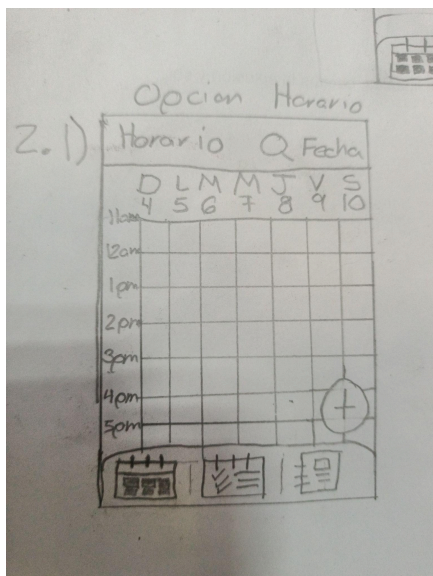 Opcion Horario
2.1)
Horario Fecha
D L M M J V S
4 5 6 7 8 9 10
11am
12am
1pm
2pm
3pm
4pm
5pm
+